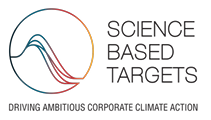 SCIENCE
BASED
TARGETS
DRIVING AMBITIOUS CORPORATE CLIMATE ACTION